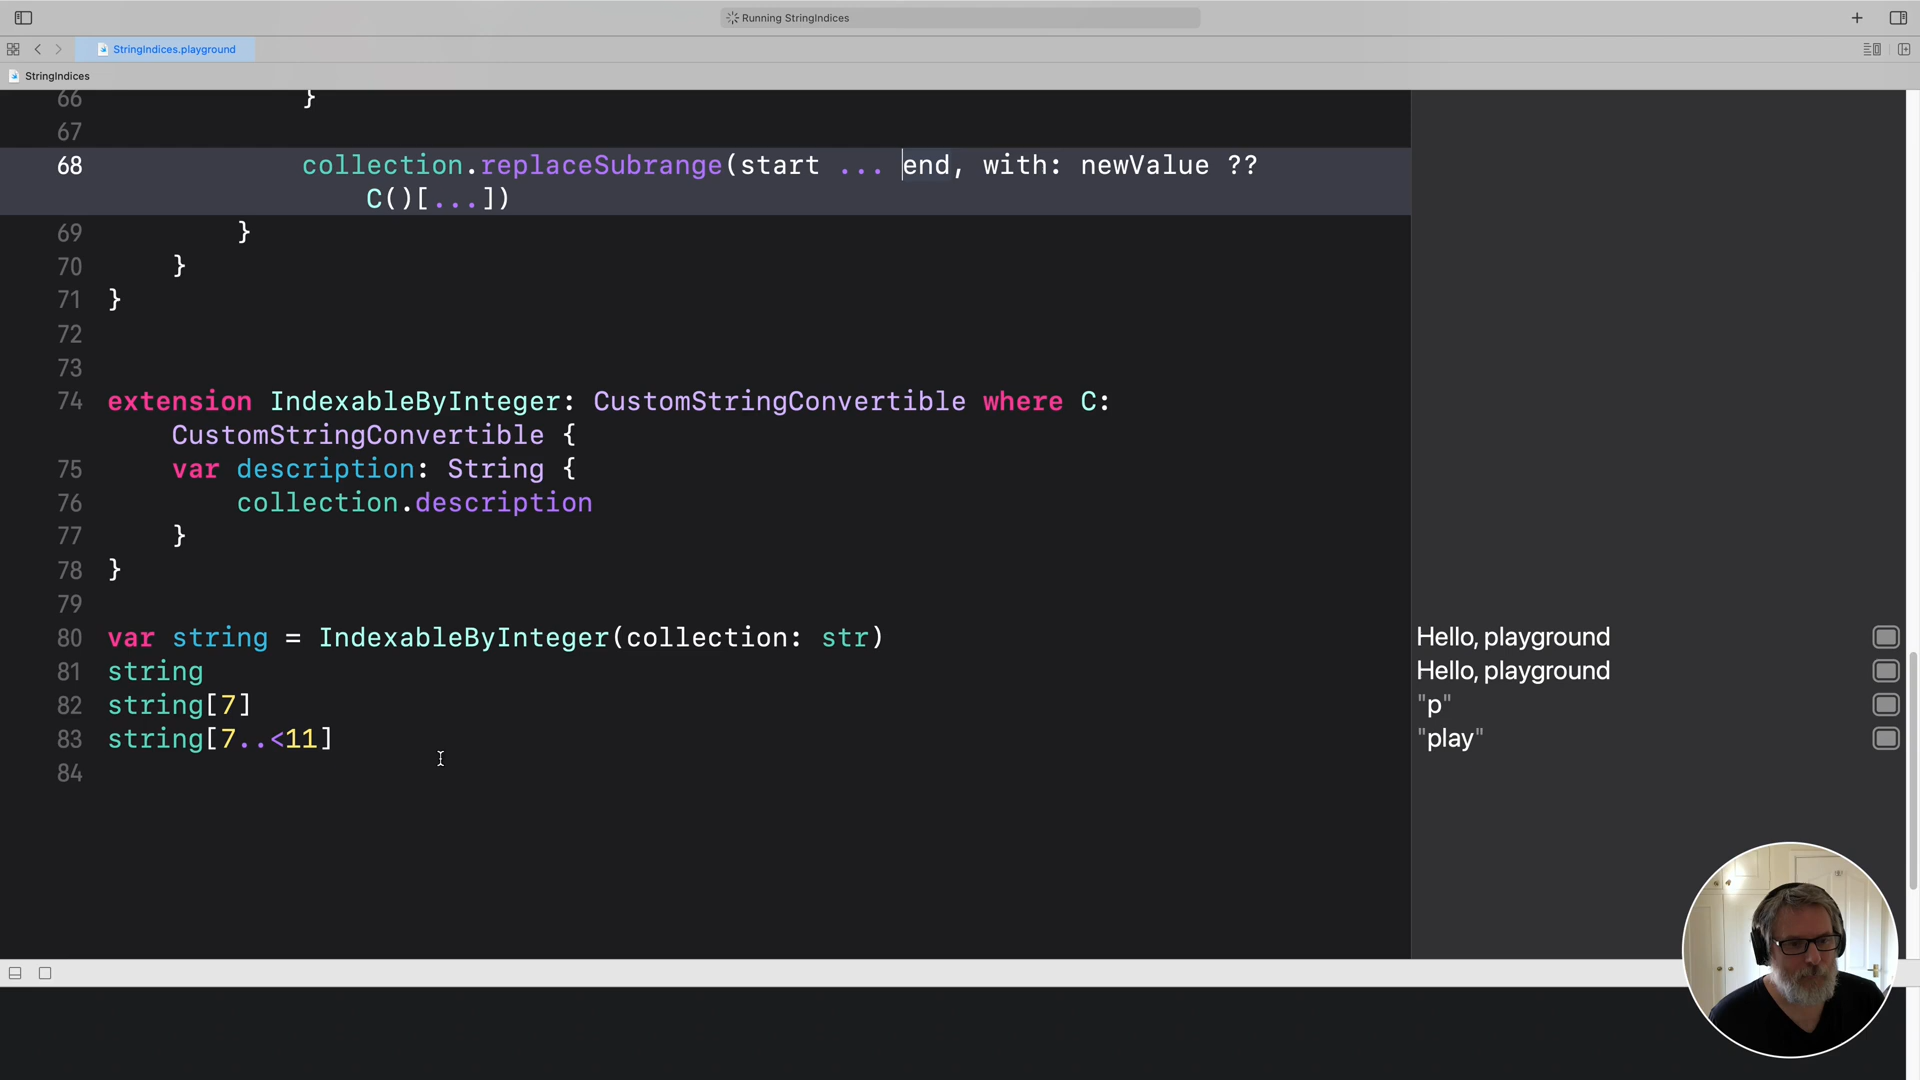 Running StringIndices
StringIndices.playground
StringIndices
66 }
67
68 collection.replaceSubrange(start ... end, with: newValue ??
C()[...])
69 }
70 }
71 }
72
73
74 extension IndexableByInteger: CustomStringConvertible where C:
CustomStringConvertible {
75 var description: String {
76 collection.description
77 }
78 }
79
80 var string = IndexableByInteger(collection: str) Hello, playground
81 string Hello, playground
82 string[7] "p"
83 string[7..<11] "play"
84